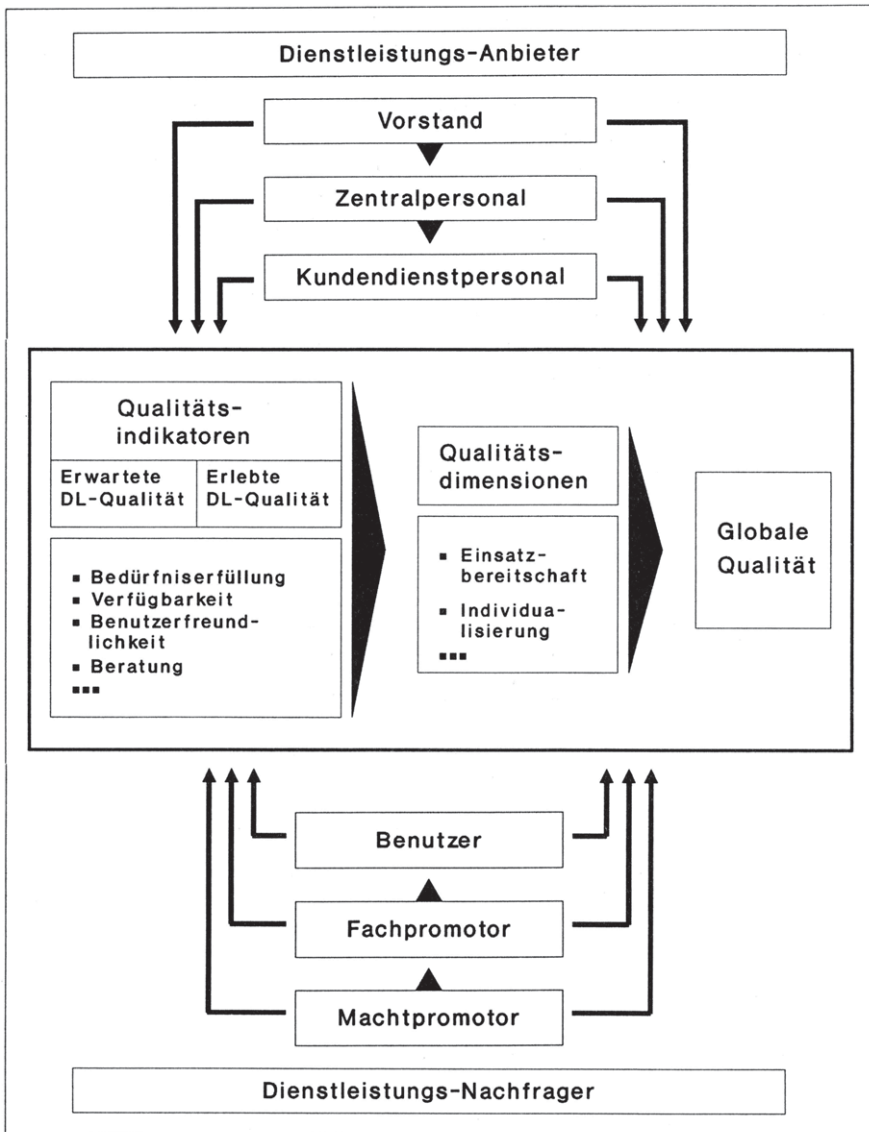 Dienstleistungs-Anbieter
Vorstand
Zentralpersonal
Kundendienstpersonal
Qualitäts-
indikatoren
Erwartete
DL-Qualität
Erlebte
DL-Qualität
▪ Bedürfniserfüllung
▪ Verfügbarkeit
▪ Benutzerfreund-
lichkeit
▪ Beratung
▪▪▪
Qualitäts-
dimensionen
▪ Einsatz-
bereitschaft
▪ Individua-
lisierung
▪▪▪
Globale
Qualität
Benutzer
Fachpromotor
Machtpromotor
Dienstleistungs-Nachfrager